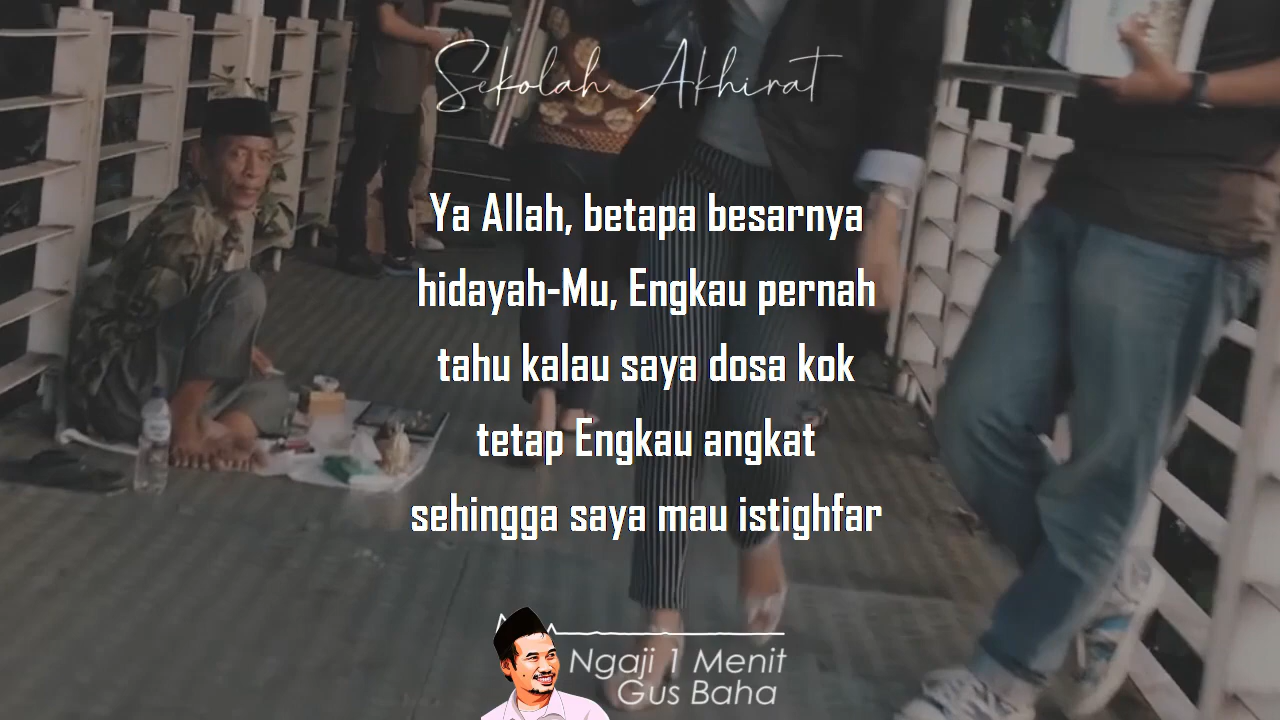 Sekolah Akhirat
Ya Allah, betapa besarnya
hidayah-Mu, Engkau pernah
tahu kalau saya dosa kok
tetap Engkau angkat
sehingga saya mau istighfar
Ngaji 1 Menit
Gus Baha